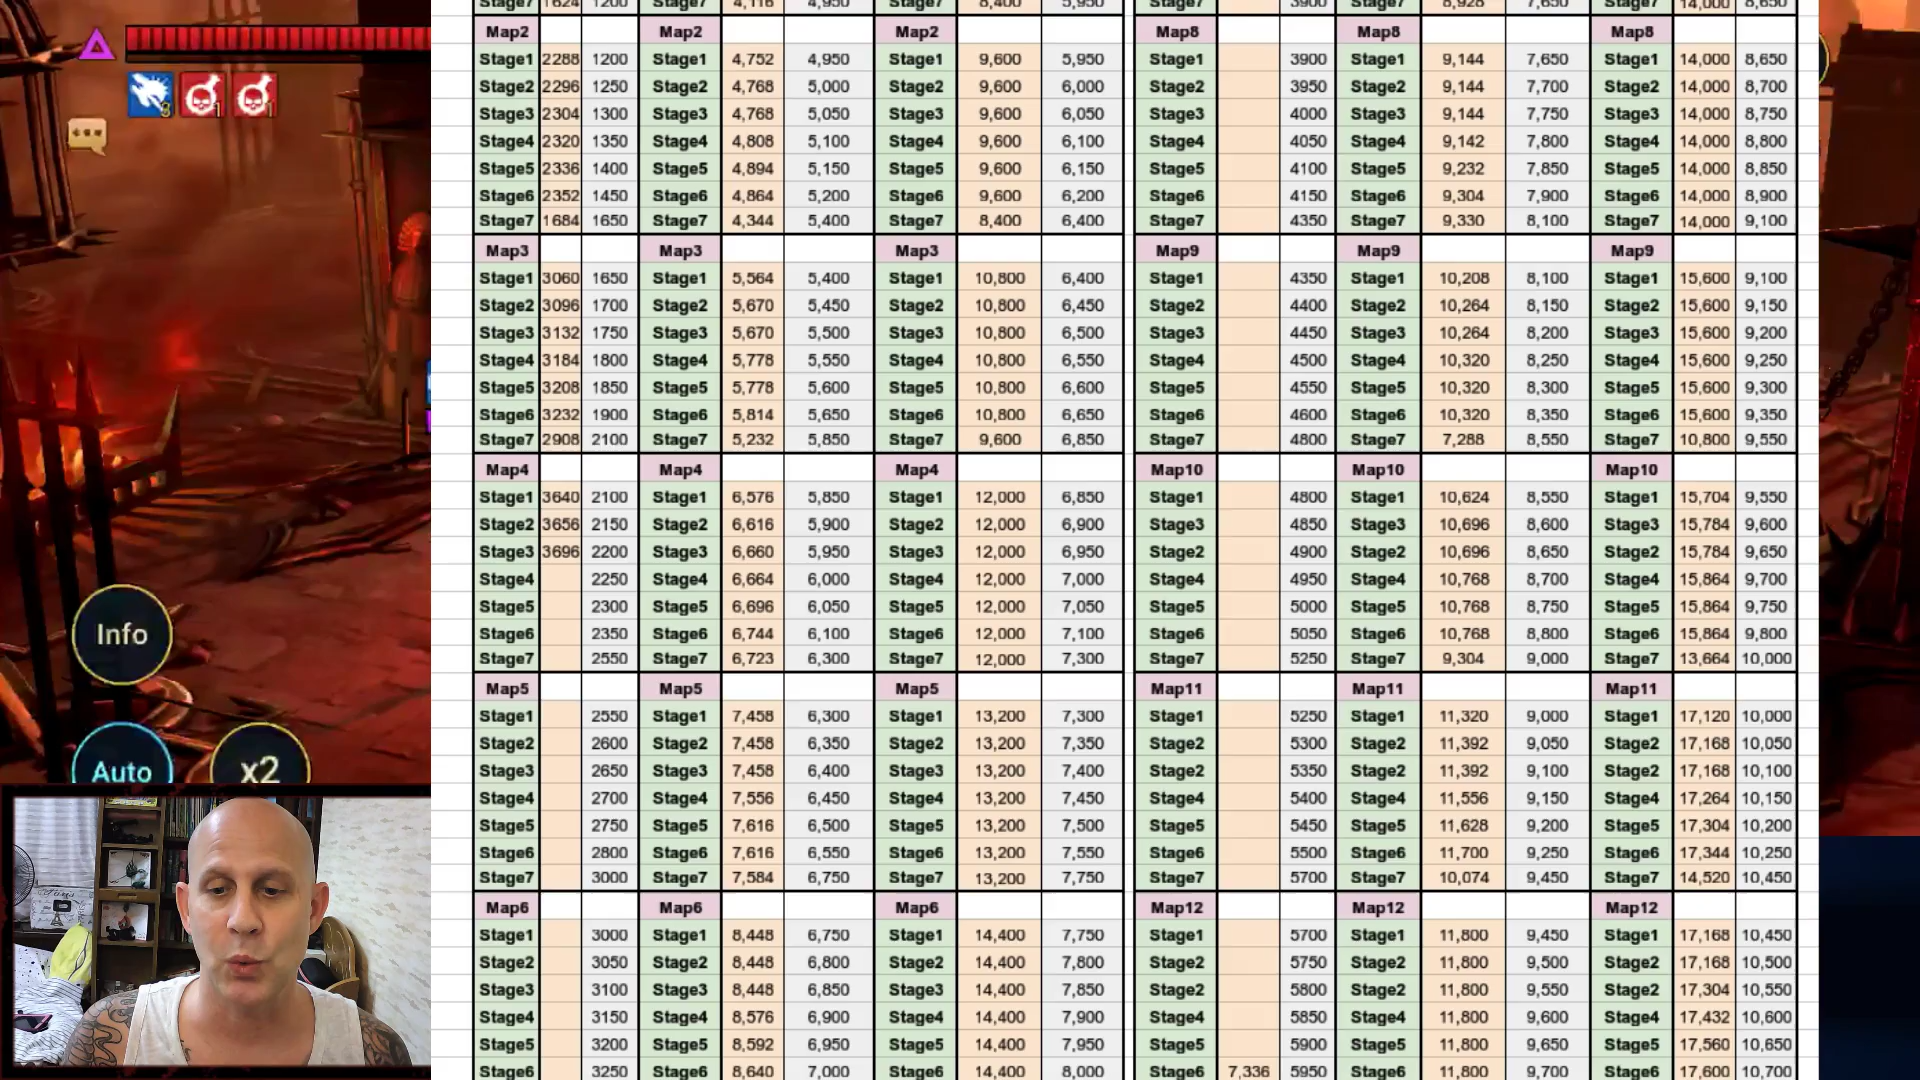 Stage7 1624 1200 Stage7 4,116 4,950 Stage7 8,400 5,950 Stage7 3900 Stage7 8,928 7,650 Stage7 14,000 8,650
Map2 Map2 Map2 Map8 Map8 Map8
Stage1 2288 1200 Stage1 4,752 4,950 Stage1 9,600 5,950 Stage1 3900 Stage1 9,144 7,650 Stage1 14,000 8,650
Stage2 2296 1250 Stage2 4,768 5,000 Stage2 9,600 6,000 Stage2 3950 Stage2 9,144 7,700 Stage2 14,000 8,700
Stage3 2304 1300 Stage3 4,768 5,050 Stage3 9,600 6,050 Stage3 4000 Stage3 9,144 7,750 Stage3 14,000 8,750
Stage4 2320 1350 Stage4 4,808 5,100 Stage4 9,600 6,100 Stage4 4050 Stage4 9,142 7,800 Stage4 14,000 8,800
Stage5 2336 1400 Stage5 4,894 5,150 Stage5 9,600 6,150 Stage5 4100 Stage5 9,232 7,850 Stage5 14,000 8,850
Stage6 2352 1450 Stage6 4,864 5,200 Stage6 9,600 6,200 Stage6 4150 Stage6 9,304 7,900 Stage6 14,000 8,900
Stage7 1684 1650 Stage7 4,344 5,400 Stage7 8,400 6,400 Stage7 4350 Stage7 9,330 8,100 Stage7 14,000 9,100
Map3 Map3 Map3 Map9 Map9 Map9
Stage1 3060 1650 Stage1 5,564 5,400 Stage1 10,800 6,400 Stage1 4350 Stage1 10,208 8,100 Stage1 15,600 9,100
Stage2 3096 1700 Stage2 5,670 5,450 Stage2 10,800 6,450 Stage2 4400 Stage2 10,264 8,150 Stage2 15,600 9,150
Stage3 3132 1750 Stage3 5,670 5,500 Stage3 10,800 6,500 Stage3 4450 Stage3 10,264 8,200 Stage3 15,600 9,200
Stage4 3184 1800 Stage4 5,778 5,550 Stage4 10,800 6,550 Stage4 4500 Stage4 10,320 8,250 Stage4 15,600 9,250
Stage5 3208 1850 Stage5 5,778 5,600 Stage5 10,800 6,600 Stage5 4550 Stage5 10,320 8,300 Stage5 15,600 9,300
Stage6 3232 1900 Stage6 5,814 5,650 Stage6 10,800 6,650 Stage6 4600 Stage6 10,320 8,350 Stage6 15,600 9,350
Stage7 2908 2100 Stage7 5,232 5,850 Stage7 9,600 6,850 Stage7 4800 Stage7 7,288 8,550 Stage7 10,800 9,550
Map4 Map4 Map4 Map10 Map10 Map10
Stage1 3640 2100 Stage1 6,576 5,850 Stage1 12,000 6,850 Stage1 4800 Stage1 10,624 8,550 Stage1 15,704 9,550
Stage2 3656 2150 Stage2 6,616 5,900 Stage2 12,000 6,900 Stage3 4850 Stage3 10,696 8,600 Stage3 15,784 9,600
Stage3 3696 2200 Stage3 6,660 5,950 Stage3 12,000 6,950 Stage2 4900 Stage2 10,696 8,650 Stage2 15,784 9,650
Stage4 2250 Stage4 6,664 6,000 Stage4 12,000 7,000 Stage4 4950 Stage4 10,768 8,700 Stage4 15,864 9,700
Stage5 2300 Stage5 6,696 6,050 Stage5 12,000 7,050 Stage5 5000 Stage5 10,768 8,750 Stage5 15,864 9,750
Stage6 2350 Stage6 6,744 6,100 Stage6 12,000 7,100 Stage6 5050 Stage6 10,768 8,800 Stage6 15,864 9,800
Stage7 2550 Stage7 6,723 6,300 Stage7 12,000 7,300 Stage7 5250 Stage7 9,304 9,000 Stage7 13,664 10,000
Map5 Map5 Map5 Map11 Map11 Map11
Stage1 2550 Stage1 7,458 6,300 Stage1 13,200 7,300 Stage1 5250 Stage1 11,320 9,000 Stage1 17,120 10,000
Stage2 2600 Stage2 7,458 6,350 Stage2 13,200 7,350 Stage2 5300 Stage2 11,392 9,050 Stage2 17,168 10,050
Stage3 2650 Stage3 7,458 6,400 Stage3 13,200 7,400 Stage2 5350 Stage2 11,392 9,100 Stage2 17,168 10,100
Stage4 2700 Stage4 7,556 6,450 Stage4 13,200 7,450 Stage4 5400 Stage4 11,556 9,150 Stage4 17,264 10,150
Stage5 2750 Stage5 7,616 6,500 Stage5 13,200 7,500 Stage5 5450 Stage5 11,628 9,200 Stage5 17,304 10,200
Stage6 2800 Stage6 7,616 6,550 Stage6 13,200 7,550 Stage6 5500 Stage6 11,700 9,250 Stage6 17,344 10,250
Stage7 3000 Stage7 7,584 6,750 Stage7 13,200 7,750 Stage7 5700 Stage7 10,074 9,450 Stage7 14,520 10,450
Map6 Map6 Map6 Map12 Map12 Map12
Stage1 3000 Stage1 8,448 6,750 Stage1 14,400 7,750 Stage1 5700 Stage1 11,800 9,450 Stage1 17,168 10,450
Stage2 3050 Stage2 8,448 6,800 Stage2 14,400 7,800 Stage2 5750 Stage2 11,800 9,500 Stage2 17,168 10,500
Stage3 3100 Stage3 8,448 6,850 Stage3 14,400 7,850 Stage2 5800 Stage2 11,800 9,550 Stage2 17,304 10,550
Stage4 3150 Stage4 8,576 6,900 Stage4 14,400 7,900 Stage4 5850 Stage4 11,800 9,600 Stage4 17,432 10,600
Stage5 3200 Stage5 8,592 6,950 Stage5 14,400 7,950 Stage5 5900 Stage5 11,800 9,650 Stage5 17,560 10,650
Stage6 3250 Stage6 8,640 7,000 Stage6 14,400 8,000 Stage6 7,336 5950 Stage6 11,800 9,700 Stage6 17,600 10,700
Info
Auto
x2